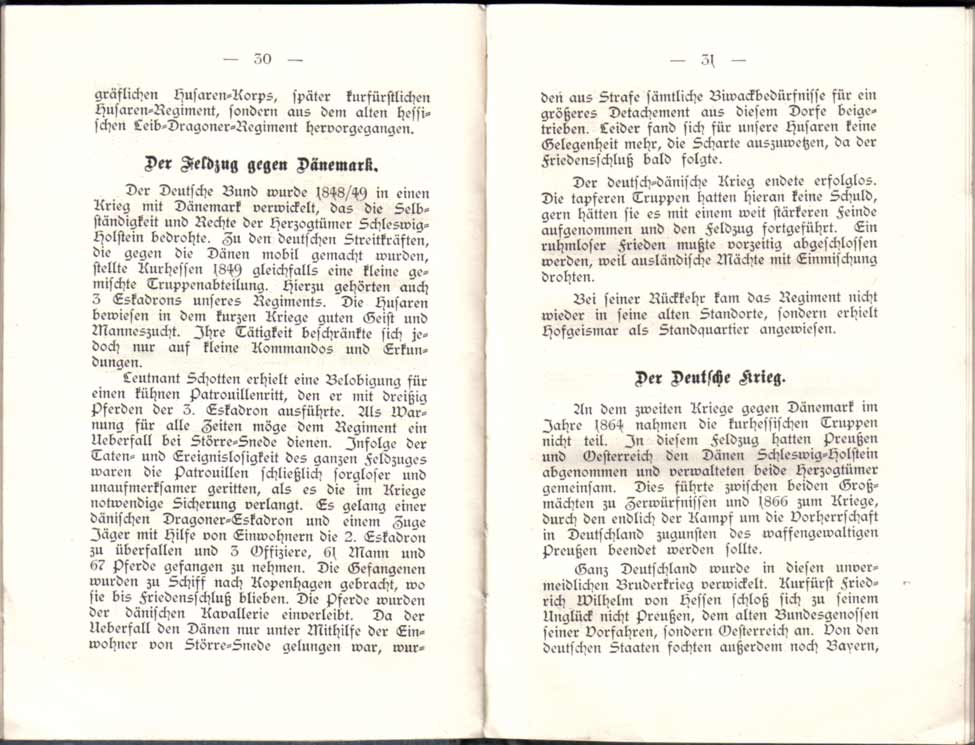 — 30 —
gräflichen Husaren-Korps, später kurfürstlichen
Husaren-Regiment, sondern aus dem alten hessi-
schen Leib-Dragoner-Regiment hervorgegangen.
Der Feldzug gegen Dänemark.
Der Deutsche Bund wurde 1848/49 in einen
Krieg mit Dänemark verwickelt, das die Selb-
ständigkeit und Rechte der Herzogtümer Schleswig-
Holstein bedrohte. Zu den deutschen Streitkräften,
die gegen die Dänen mobil gemacht wurden,
stellte Kurhessen 1849 gleichfalls eine kleine ge-
mischte Truppenabteilung. Hierzu gehörten auch
3 Eskadrons unseres Regiments. Die Husaren
bewiesen in dem kurzen Kriege guten Geist und
Manneszucht. Ihre Tätigkeit beschränkte sich je-
doch nur auf kleine Kommandos und Erkun-
dungen.
Leutnant Schotten erhielt eine Belobigung für
einen kühnen Patrouillenritt, den er mit dreißig
Pferden der 3. Eskadron ausführte. Als War-
nung für alle Zeiten möge dem Regiment ein
Ueberfall bei Större-Snede dienen. Infolge der
Taten- und Ereignislosigkeit des ganzen Feldzuges
waren die Patrouillen schließlich sorgloser und
unaufmerksamer geritten, als es die im Kriege
notwendige Sicherung verlangt. Es gelang einer
dänischen Dragoner-Eskadron und einem Zuge
Jäger mit Hilfe von Einwohnern die 2. Eskadron
zu überfallen und 3 Offiziere, 61 Mann und
67 Pferde gefangen zu nehmen. Die Gefangenen
wurden zu Schiff nach Kopenhagen gebracht, wo
sie bis Friedensschluß blieben. Die Pferde wurden
der dänischen Kavallerie einverleibt. Da der
Ueberfall den Dänen nur unter Mithilfe der Ein-
wohner von Större-Snede gelungen war, wur-
— 31 —
den aus Strafe sämtliche Biwackbedürfnisse für ein
größeres Detachement aus diesem Dorfe beige-
trieben. Leider fand sich für unsere Husaren keine
Gelegenheit mehr, die Scharte auszuwetzen, da der
Friedensschluß bald folgte.
Der deutsch-dänische Krieg endete erfolglos.
Die tapferen Truppen hatten hieran keine Schuld,
gern hätten sie es mit einem weit stärkeren Feinde
aufgenommen und den Feldzug fortgeführt. Ein
ruhmloser Frieden mußte vorzeitig abgeschlossen
werden, weil ausländische Mächte mit Einmischung
drohten.
Bei seiner Rückkehr kam das Regiment nicht
wieder in seine alten Standorte, sondern erhielt
Hofgeismar als Standquartier angewiesen.
Der Deutsche Krieg.
An dem zweiten Kriege gegen Dänemark im
Jahre 1864 nahmen die kurhessischen Truppen
nicht teil. In diesem Feldzug hatten Preußen
und Oesterreich den Dänen Schleswig-Holstein
abgenommen und verwalteten beide Herzogtümer
gemeinsam. Dies führte zwischen beiden Groß-
mächten zu Zerwürfnissen und 1866 zum Kriege,
durch den endlich der Kampf um die Vorherrschaft
in Deutschland zugunsten des waffengewaltigen
Preußen beendet werden sollte.
Ganz Deutschland wurde in diesen unver-
meidlichen Bruderkrieg verwickelt. Kurfürst Fried-
rich Wilhelm von Hessen schloß sich zu seinem
Unglück nicht Preußen, dem alten Bundesgenossen
seiner Vorfahren, sondern Oesterreich an. Von den
deutschen Staaten fochten außerdem noch Bayern,